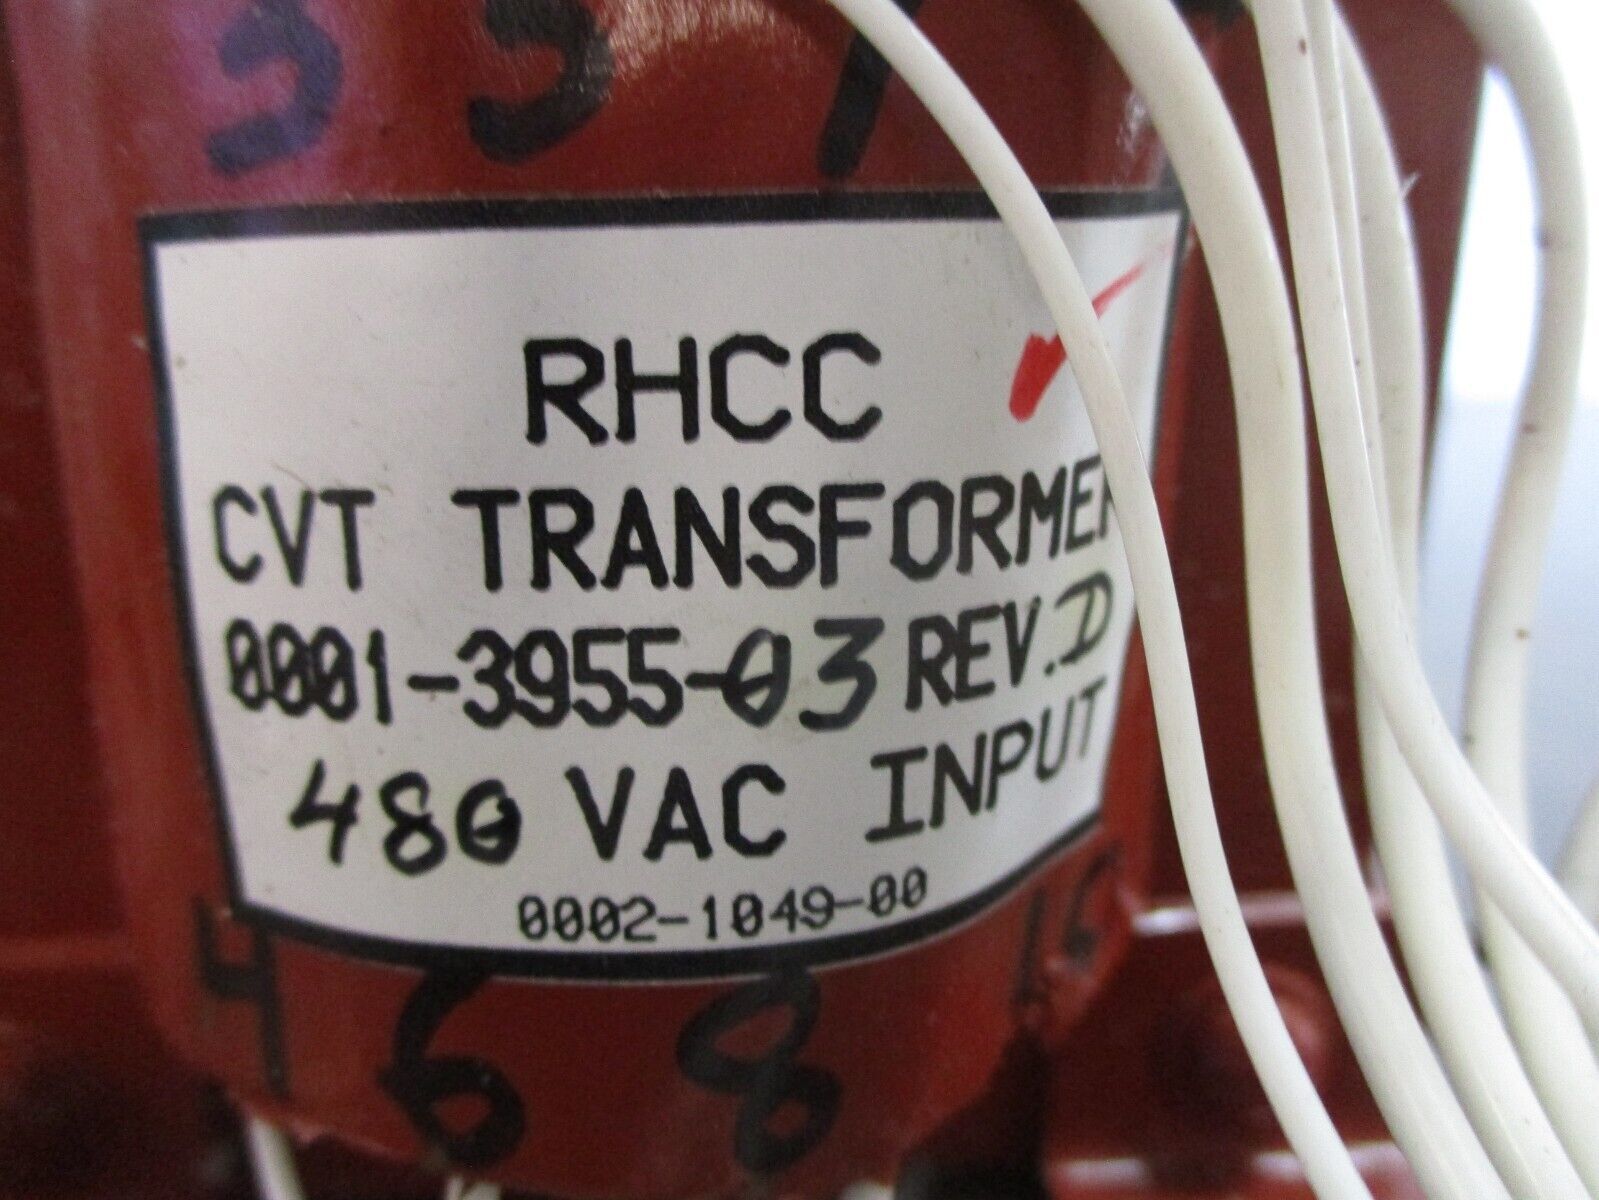 3 5 7
RHCC
CVT TRANSFORMER
0001-3955-03 REV. D
480 VAC INPUT
0002-1049-00
4 6 8